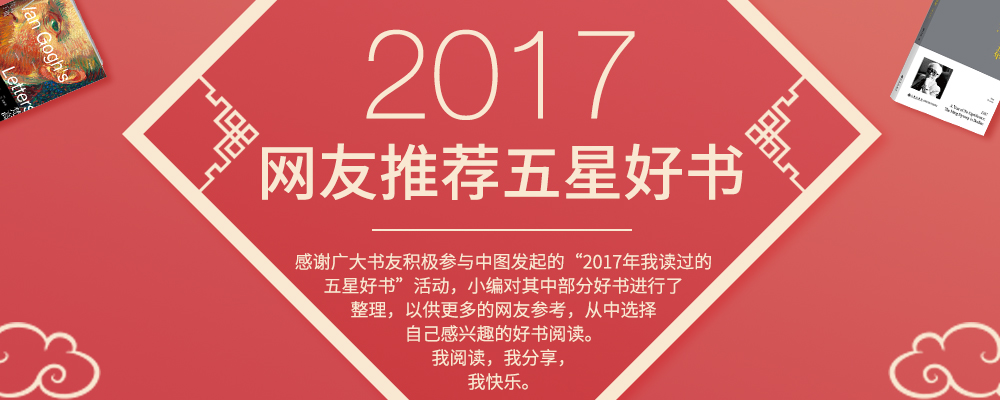 2017
网友推荐五星好书
感谢广大书友积极参与中图发起的“2017年我读过的
五星好书”活动，小编对其中部分好书进行了
整理，以供更多的网友参考，从中选择
自己感兴趣的好书阅读。
我阅读，我分享，
我快乐。
Van Gogh's
Letters